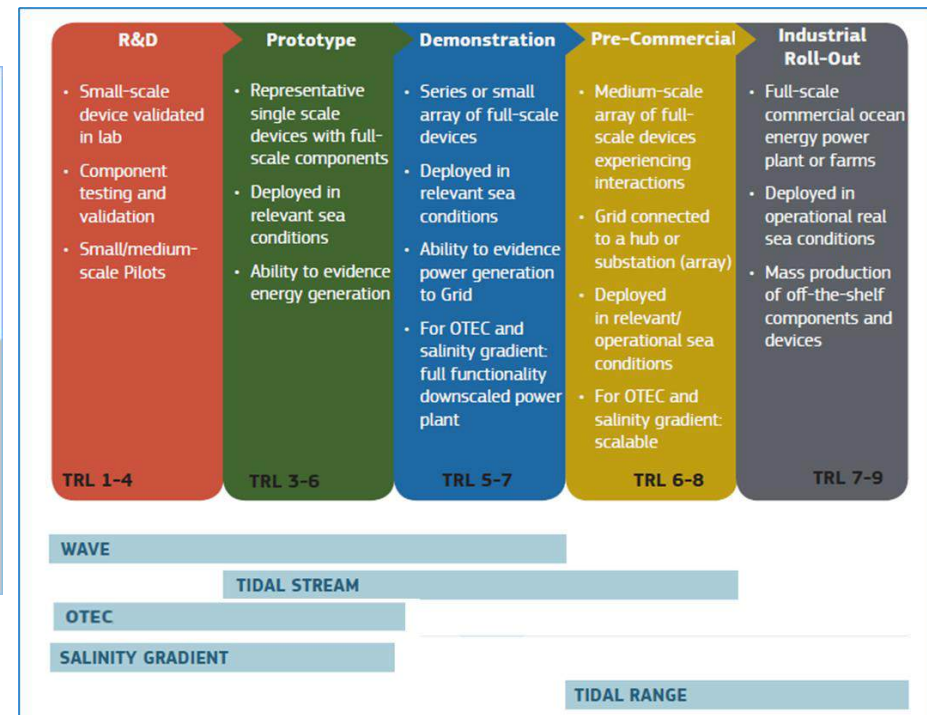 R&D
• Small-scale
device validated
in lab
• Component
testing and
validation
• Small/medium-
scale Pilots
TRL 1-4
Prototype
• Representative
single scale
devices with full-
scale components
• Deployed in
relevant sea
conditions
• Ability to evidence
energy generation
TRL 3-6
Demonstration
• Series or small
array of full-scale
devices
• Deployed in
relevant sea
conditions
• Ability to evidence
power generation
to Grid
• For OTEC and
salinity gradient:
full functionality
downscaled power
plant
TRL 5-7
Pre-Commercial
• Medium-scale
array of full-
scale devices
experiencing
interactions
• Grid connected
to a hub or
substation (array)
• Deployed
in relevant/
operational sea
conditions
• For OTEC and
salinity gradient:
scalable
TRL 6-8
Industrial
Roll-Out
• Full-scale
commercial ocean
energy power
plant or farms
• Deployed in
operational real
sea conditions
• Mass production
of off-the-shelf
components and
devices
TRL 7-9
WAVE
TIDAL STREAM
OTEC
SALINITY GRADIENT
TIDAL RANGE